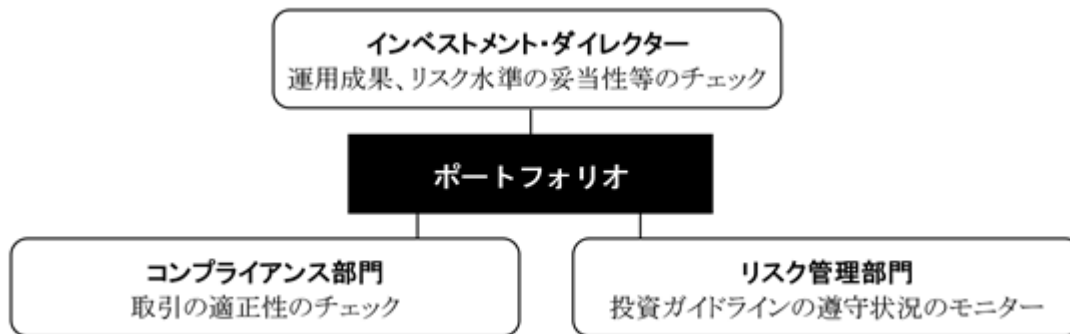 インベストメント・ダイレクター
運用成果、リスク水準の妥当性等のチェック
ポートフォリオ
コンプライアンス部門
取引の適正性のチェック
リスク管理部門
投資ガイドラインの遵守状況のモニター